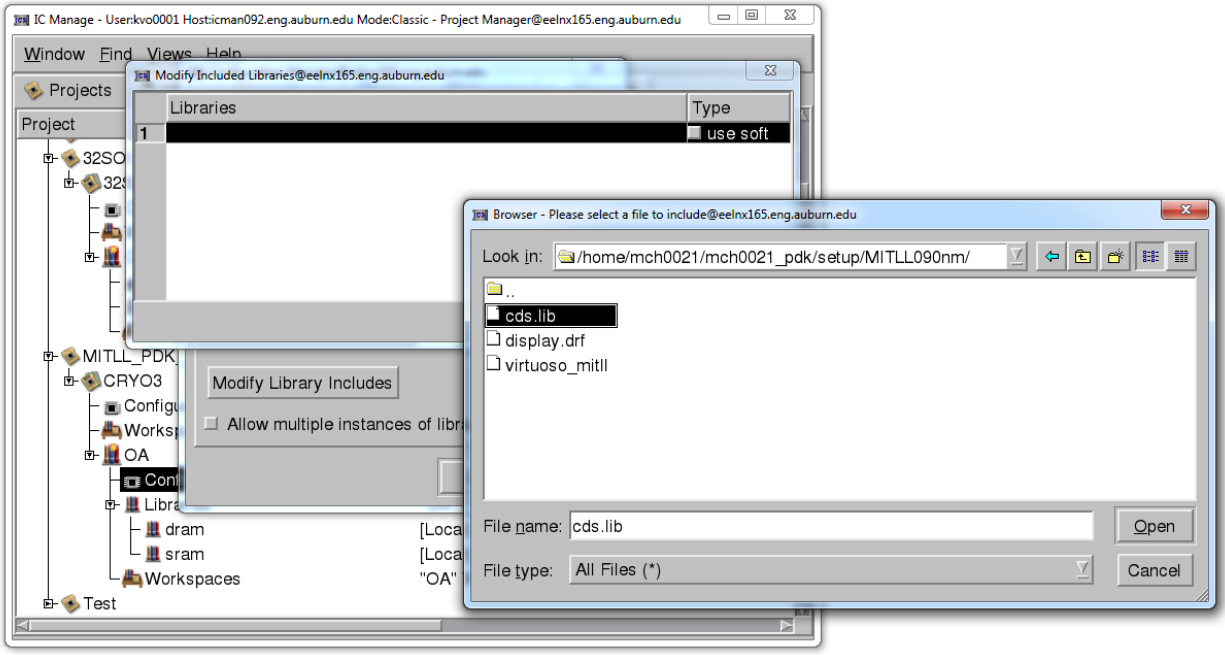 IC Manage - User:kvo0001 Host:icman092.eng.auburn.edu Mode:Classic - Project Manager@eelnx165.eng.auburn.edu
Window Find Views Help
Projects
Project
32SO
32S
MITLL_PDK_
CRYO3
Configu
Works
OA
Conf
Libra
dram [Loca
sram [Loca
Workspaces "OA"
Test
Modify Included Libraries@eelnx165.eng.auburn.edu
Libraries Type
1 use soft
Modify Library Includes
Allow multiple instances of libra
Browser - Please select a file to include@eelnx165.eng.auburn.edu
Look in: /home/mch0021/mch0021_pdk/setup/MITLL090nm/
..
cds.lib
display.drf
virtuoso_mitll
File name: cds.lib Open
File type: All Files (*) Cancel